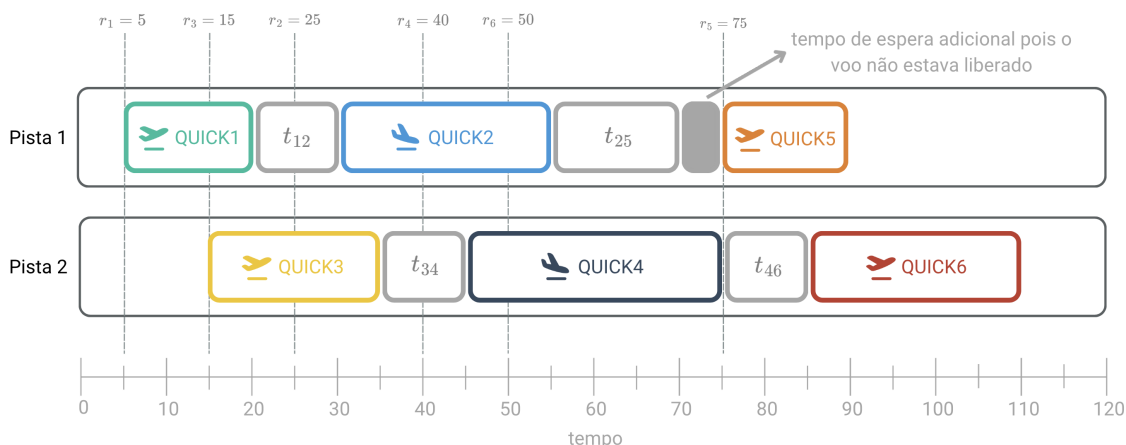 r₁ = 5 r₃ = 15 r₂ = 25 r₄ = 40 r₆ = 50 r₅ = 75
tempo de espera adicional pois o
voo não estava liberado
Pista 1 QUICK1 t₁₂ QUICK2 t₂₅ QUICK5
Pista 2 QUICK3 t₃₄ QUICK4 t₄₆ QUICK6
0 10 20 30 40 50 60 70 80 90 100 110 120
tempo